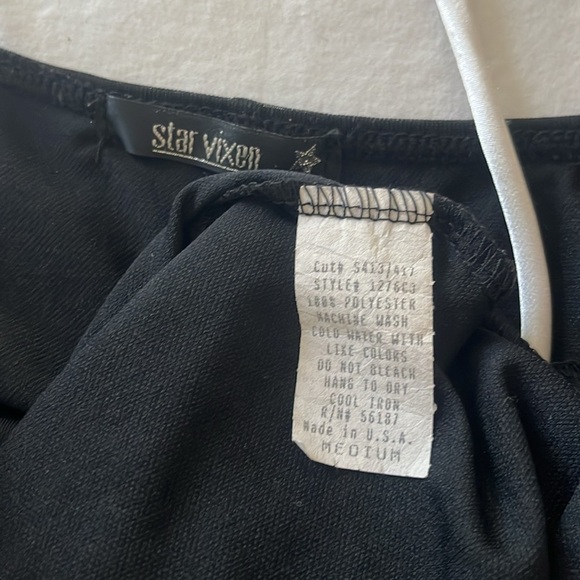 star vixen
Cut# S413/417
STYLE# 1276C3
100% POLYESTER
MACHINE WASH
COLD WATER WITH
LIKE COLORS
DO NOT BLEACH
HANG TO DRY
COOL IRON
R/N# 56187
Made in U.S.A.
MEDIUM